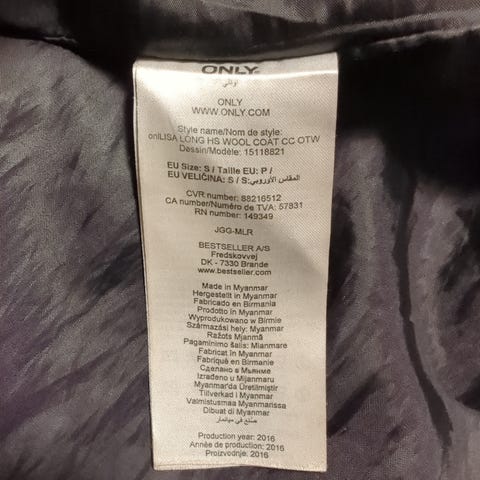 ONLY
اونلي
ONLY
WWW.ONLY.COM
Style name/Nom de style:
onlLISA LONG HS WOOL COAT CC OTW
Dessin/Modèle: 15118821
EU Size: S / Taille EU: P /
EU VELIČINA: S / S:المقاس الأوروبي
CVR number: 88216512
CA number/Numéro de TVA: 57831
RN number: 149349
JGG-MLR
BESTSELLER A/S
Fredskovvej
DK - 7330 Brande
www.bestseller.com
Made in Myanmar
Hergestellt in Myanmar
Fabricado en Birmania
Prodotto in Myanmar
Wyprodukowano w Birmie
Származási hely: Myanmar
Ražots Mjanmā
Pagaminimo šalis: Mianmare
Fabricat în Myanmar
Fabriqué en Birmanie
Сделано в Мьянме
Izrađeno u Mijanmaru
Myanmar'da Üretilmiştir
Tillverkad i Myanmar
Valmistusmaa Myanmarissa
Dibuat di Myanmar
صنع في ميانمار
Production year: 2016
Année de production: 2016
Proizvodnje. 2016